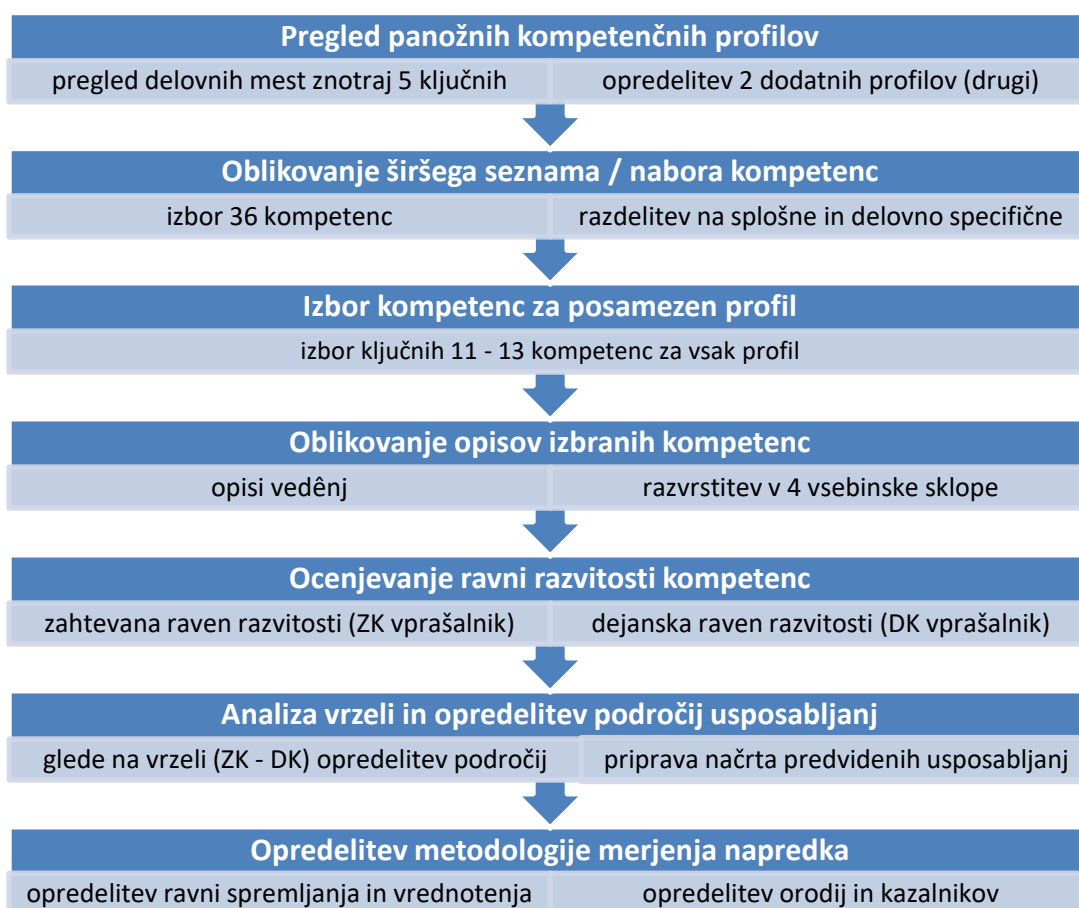 Pregled panožnih kompetenčnih profilov
pregled delovnih mest znotraj 5 ključnih
opredelitev 2 dodatnih profilov (drugi)
Oblikovanje širšega seznama / nabora kompetenc
izbor 36 kompetenc
razdelitev na splošne in delovno specifične
Izbor kompetenc za posamezen profil
izbor ključnih 11 - 13 kompetenc za vsak profil
Oblikovanje opisov izbranih kompetenc
opisi vedênj
razvrstitev v 4 vsebinske sklope
Ocenjevanje ravni razvitosti kompetenc
zahtevana raven razvitosti (ZK vprašalnik)
dejanska raven razvitosti (DK vprašalnik)
Analiza vrzeli in opredelitev področij usposabljanj
glede na vrzeli (ZK - DK) opredelitev področij
priprava načrta predvidenih usposabljanj
Opredelitev metodologije merjenja napredka
opredelitev ravni spremljanja in vrednotenja
opredelitev orodij in kazalnikov